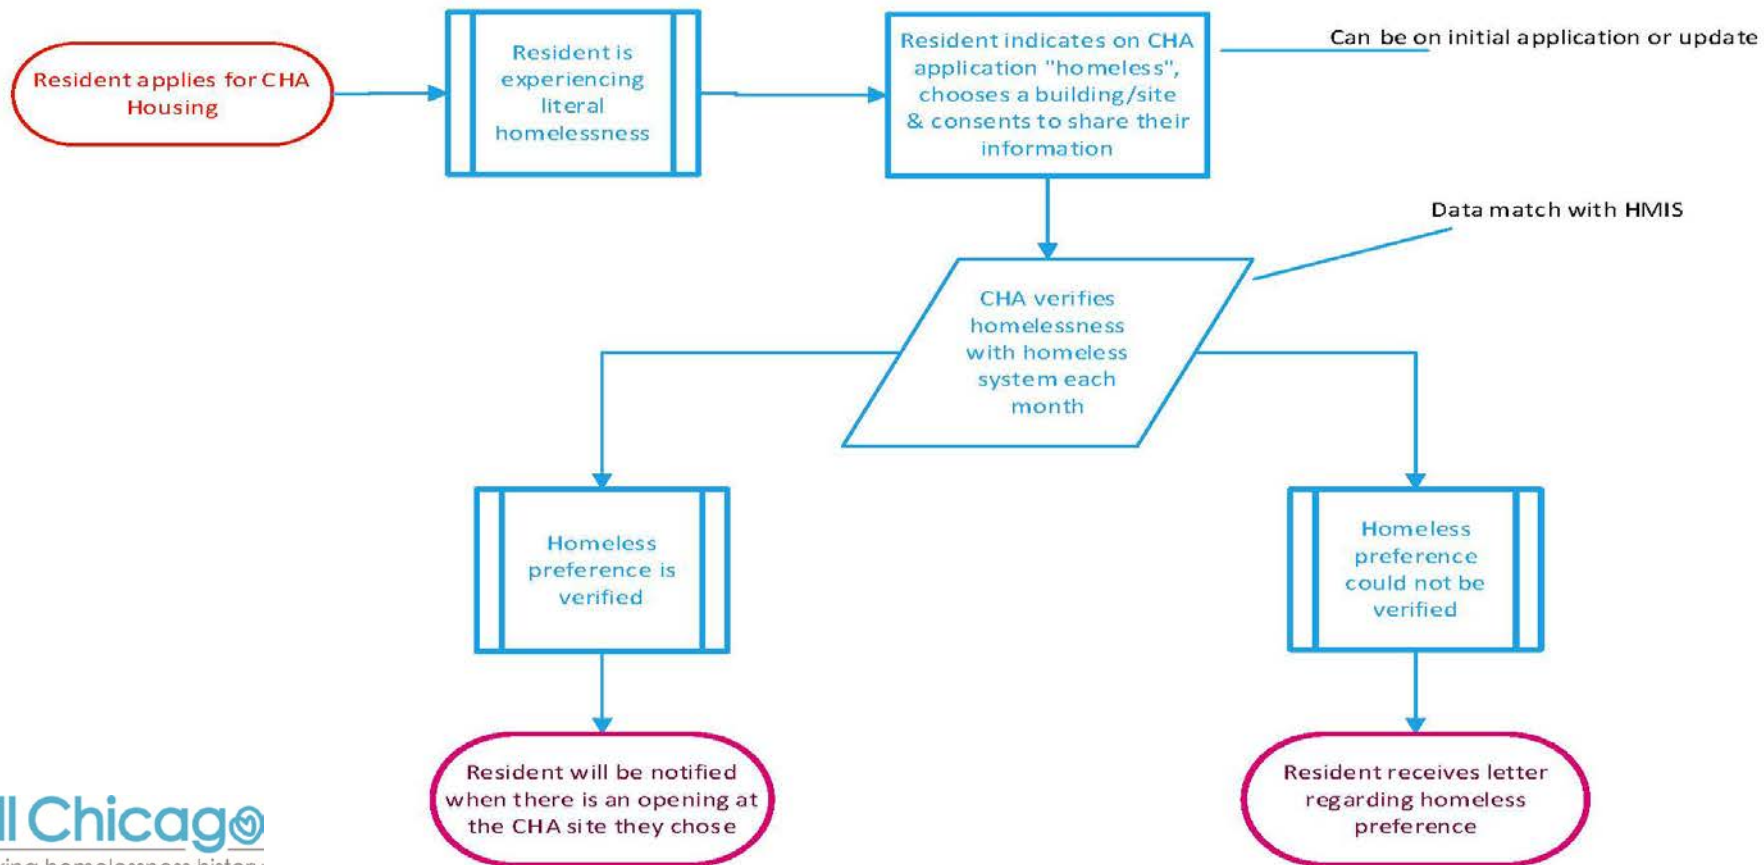 Resident applies for CHA
Housing
Resident is
experiencing
literal
homelessness
Resident indicates on CHA
application "homeless",
chooses a building/site
& consents to share their
information
Can be on initial application or update
Data match with HMIS
CHA verifies
homelessness
with homeless
system each
month
Homeless
preference is
verified
Homeless
preference
could not be
verified
Resident will be notified
when there is an opening at
the CHA site they chose
Resident receives letter
regarding homeless
preference
ll Chicago
homelessness